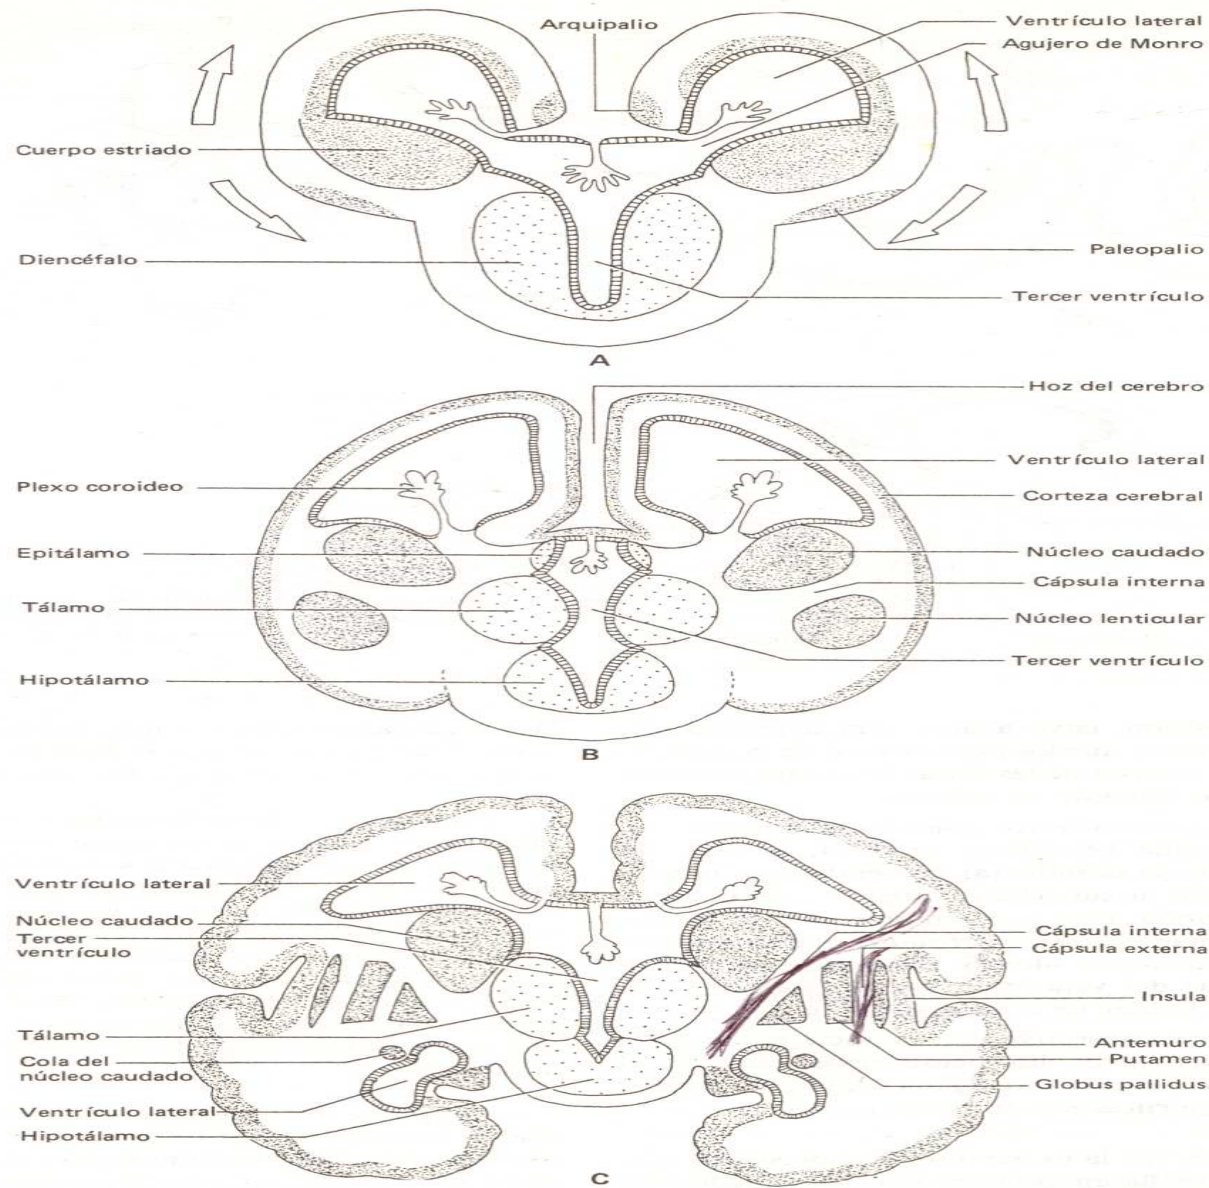 Arquipalio
Ventrículo lateral
Agujero de Monro
Cuerpo estriado
Paleopalio
Diencéfalo
Tercer ventrículo
A
Hoz del cerebro
Ventrículo lateral
Plexo coroideo
Corteza cerebral
Epitálamo
Núcleo caudado
Cápsula interna
Tálamo
Núcleo lenticular
Tercer ventrículo
Hipotálamo
B
Ventrículo lateral
Núcleo caudado
Tercer
ventrículo
Cápsula interna
Cápsula externa
Insula
Tálamo
Antemuro
Cola del
núcleo caudado
Putamen
Globus pallidus
Ventrículo lateral
Hipotálamo
C